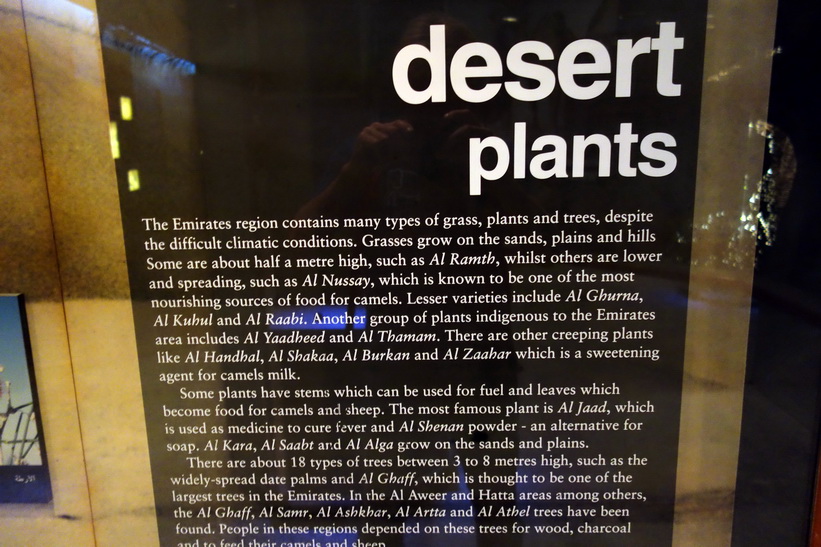 desert
plants
The Emirates region contains many types of grass, plants and trees, despite
the difficult climatic conditions. Grasses grow on the sands, plains and hills
Some are about half a metre high, such as Al Ramth, whilst others are lower
and spreading, such as Al Nussay, which is known to be one of the most
nourishing sources of food for camels. Lesser varieties include Al Ghurna,
Al Kuhul and Al Raabi. Another group of plants indigenous to the Emirates
area includes Al Yaadheed and Al Thamam. There are other creeping plants
like Al Handhal, Al Shakaa, Al Burkan and Al Zaahar which is a sweetening
agent for camels milk.
Some plants have stems which can be used for fuel and leaves which
become food for camels and sheep. The most famous plant is Al Jaad, which
is used as medicine to cure fever and Al Shenan powder - an alternative for
soap. Al Kara, Al Saabt and Al Alga grow on the sands and plains.
There are about 18 types of trees between 3 to 8 metres high, such as the
widely-spread date palms and Al Ghaff, which is thought to be one of the
largest trees in the Emirates. In the Al Aweer and Hatta areas among others,
the Al Ghaff, Al Samr, Al Ashkhar, Al Artta and Al Athel trees have been
found. People in these regions depended on these trees for wood, charcoal
and to feed their camels and sheep.